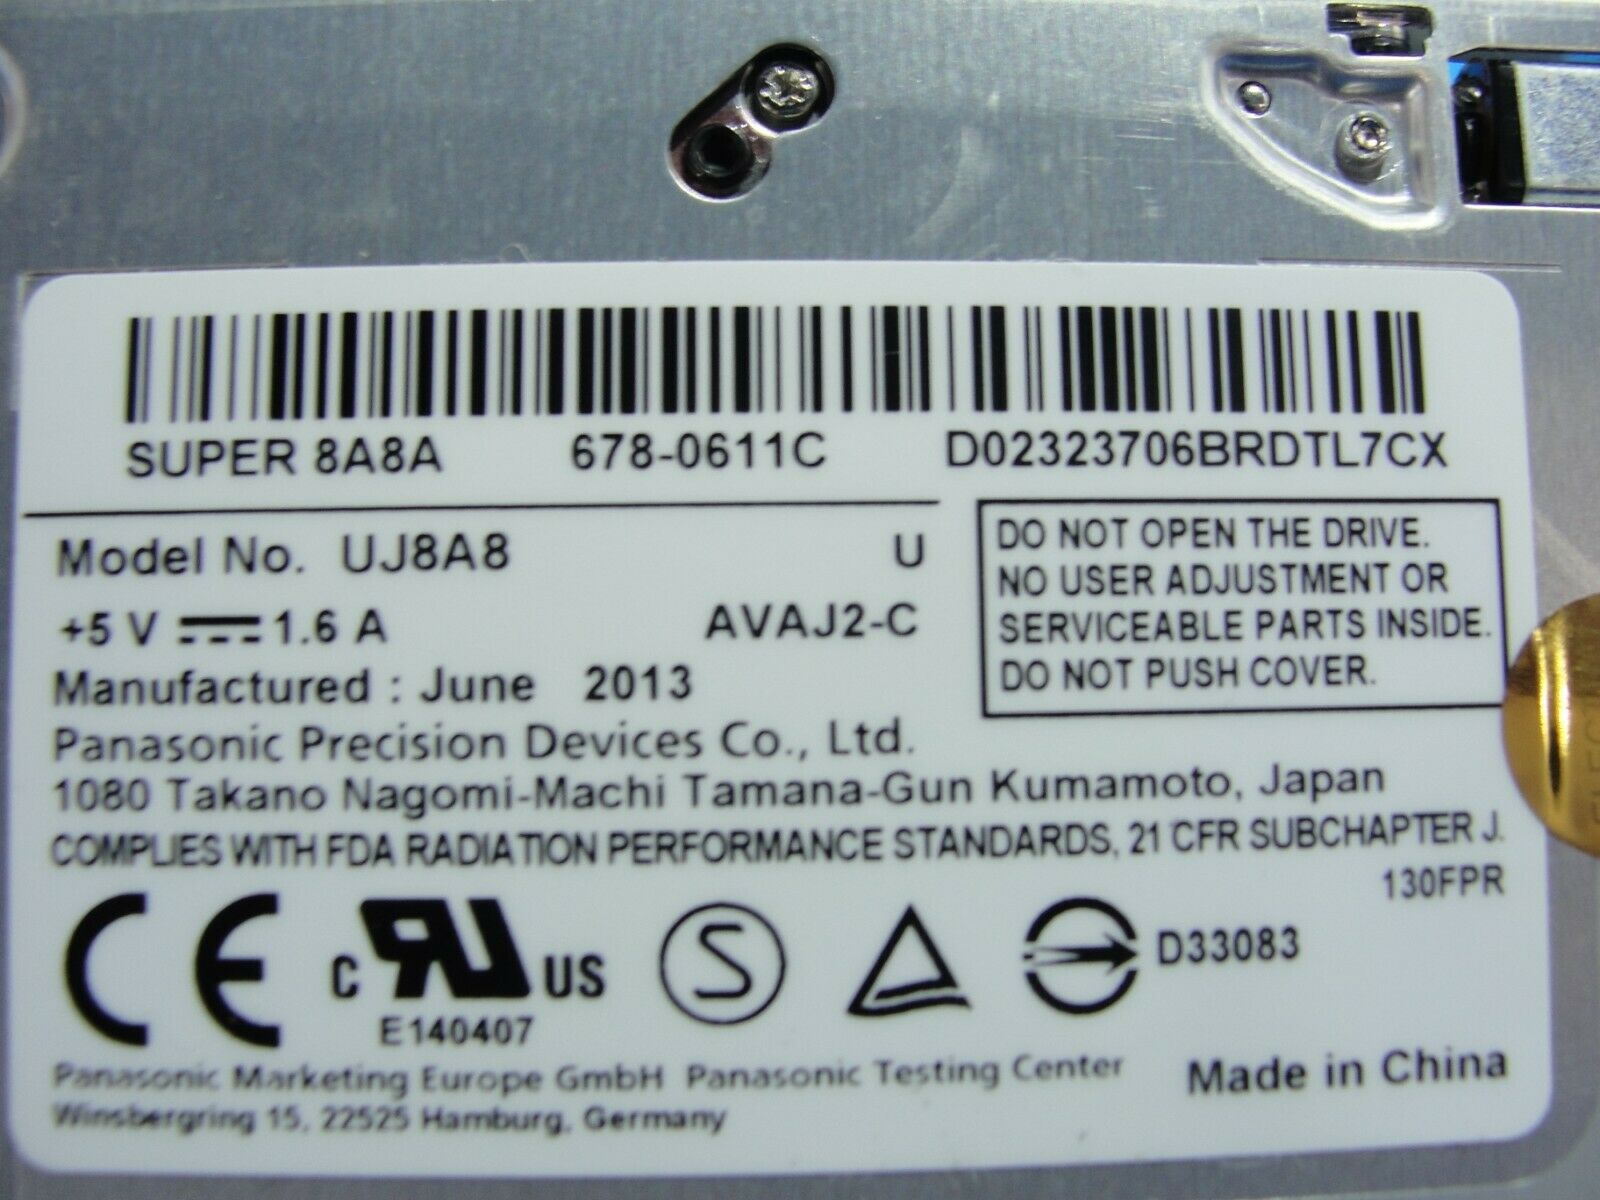 SUPER 8A8A 678-0611C D02323706BRDTL7CX
Model No. UJ8A8 U
+5 V 1.6 A AVAJ2-C
Manufactured : June 2013
DO NOT OPEN THE DRIVE.
NO USER ADJUSTMENT OR
SERVICEABLE PARTS INSIDE.
DO NOT PUSH COVER.
Panasonic Precision Devices Co., Ltd.
1080 Takano Nagomi-Machi Tamana-Gun Kumamoto, Japan
COMPLIES WITH FDA RADIATION PERFORMANCE STANDARDS, 21 CFR SUBCHAPTER J.
130FPR
CE C RU US S D33083
E140407
Panasonic Marketing Europe GmbH Panasonic Testing Center
Winsbergring 15, 22525 Hamburg, Germany
Made in China